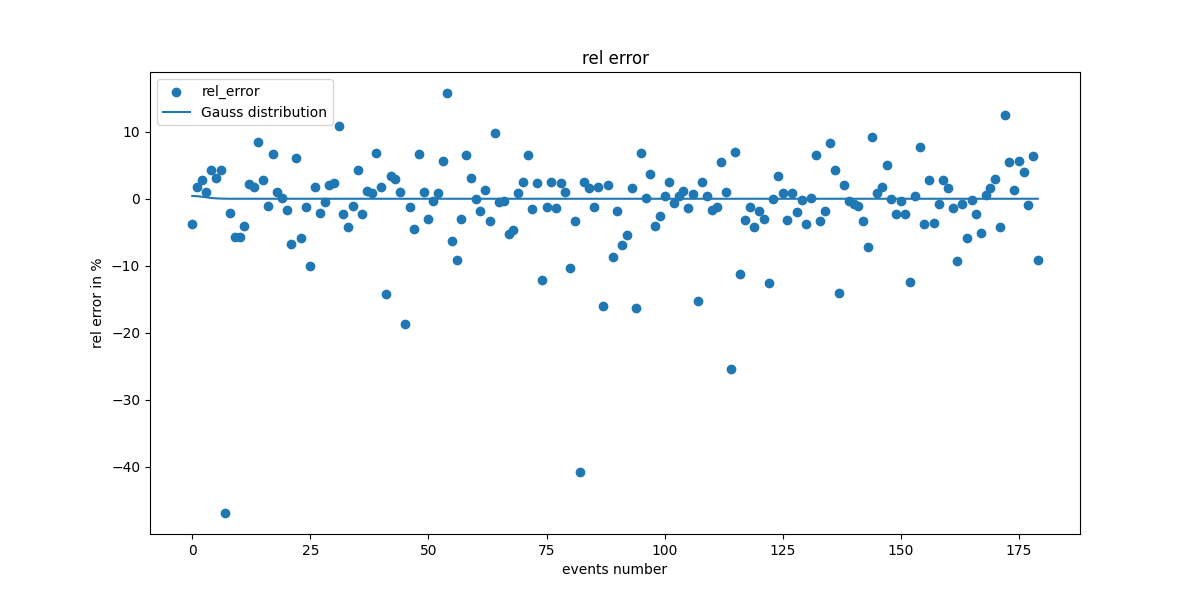 rel error
rel_error
Gauss distribution
rel error in %
10
0
−10
−20
−30
−40
0
25
50
75
100
125
150
175
events number